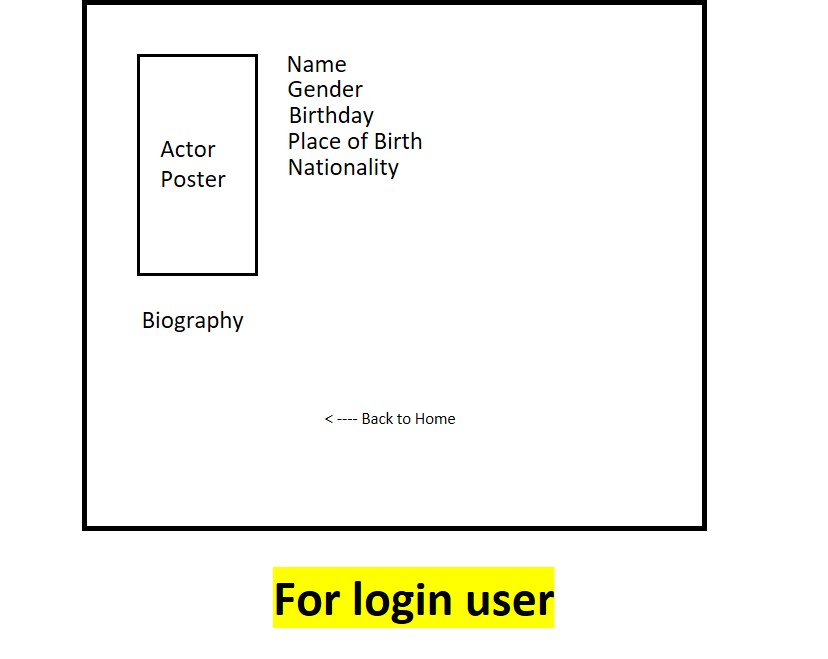 Actor
Poster
Name
Gender
Birthday
Place of Birth
Nationality
Biography
< ---- Back to Home
For login user